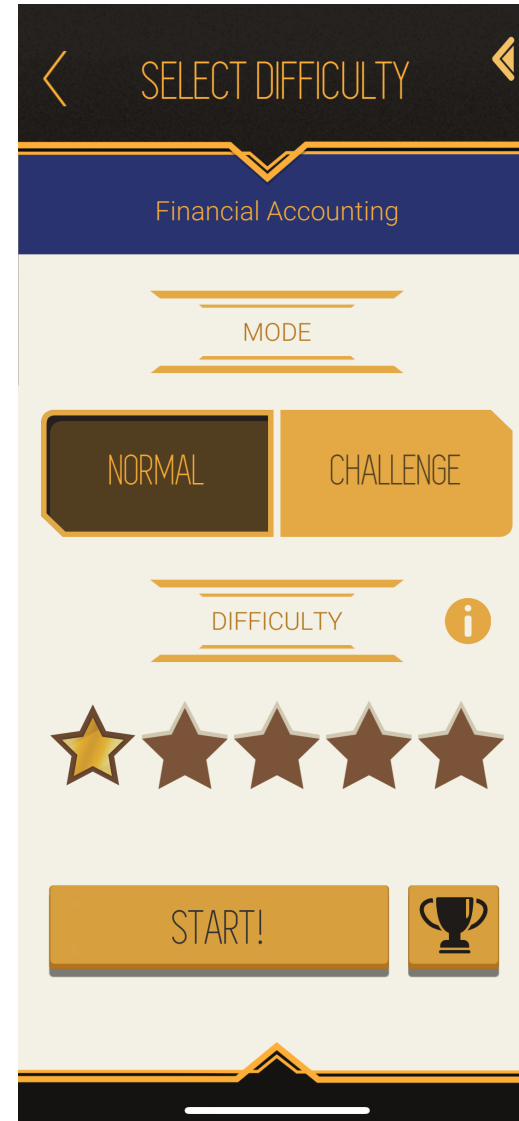 SELECT DIFFICULTY
Financial Accounting
MODE
NORMAL CHALLENGE
DIFFICULTY
START!